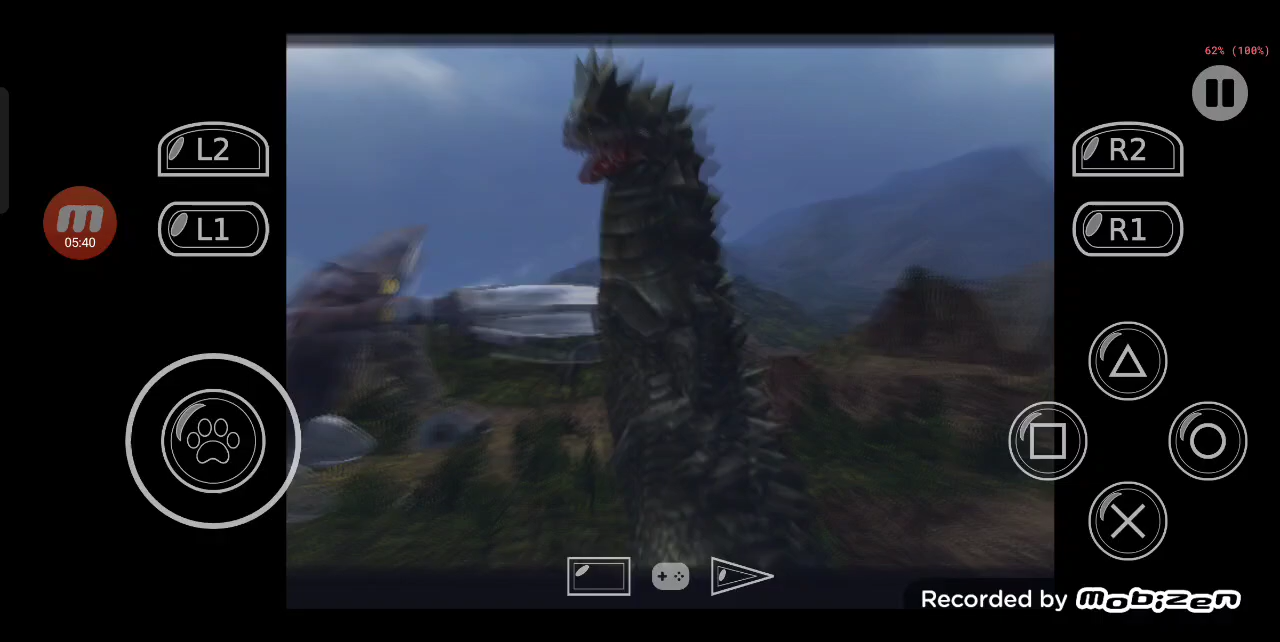 62% (100%)
L2
R2
L1
R1
m
05:40
Recorded by mobizen